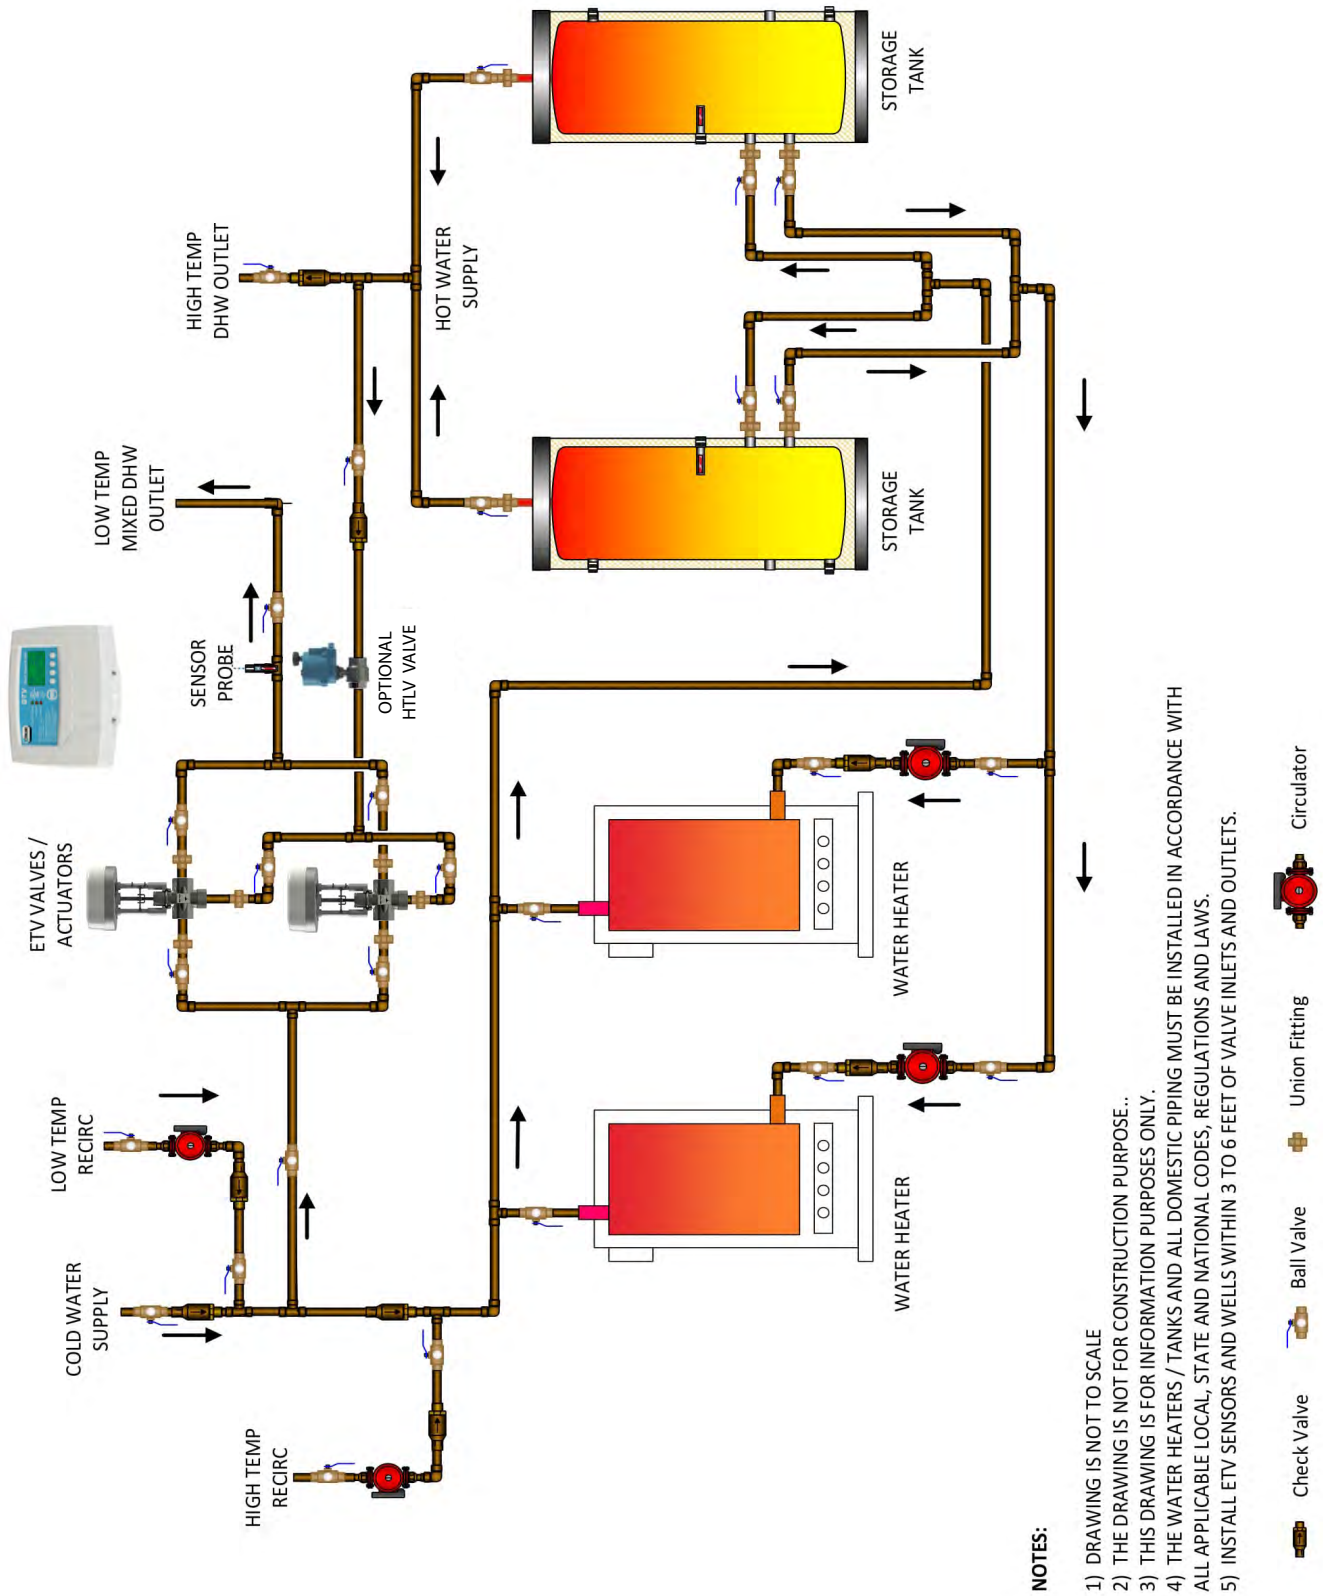 HIGH TEMP
RECIRC
COLD WATER
SUPPLY
LOW TEMP
RECIRC
ETV VALVES /
ACTUATORS
ETV
SENSOR
PROBE
OPTIONAL
HTLV VALVE
LOW TEMP
MIXED DHW
OUTLET
HIGH TEMP
DHW OUTLET
HOT WATER
SUPPLY
WATER HEATER
WATER HEATER
STORAGE
TANK
STORAGE
TANK
NOTES:
1) DRAWING IS NOT TO SCALE
2) THE DRAWING IS NOT FOR CONSTRUCTION PURPOSE..
3) THIS DRAWING IS FOR INFORMATION PURPOSES ONLY.
4) THE WATER HEATERS / TANKS AND ALL DOMESTIC PIPING MUST BE INSTALLED IN ACCORDANCE WITH
ALL APPLICABLE LOCAL, STATE AND NATIONAL CODES, REGULATIONS AND LAWS.
5) INSTALL ETV SENSORS AND WELLS WITHIN 3 TO 6 FEET OF VALVE INLETS AND OUTLETS.
Check Valve
Ball Valve
Union Fitting
Circulator